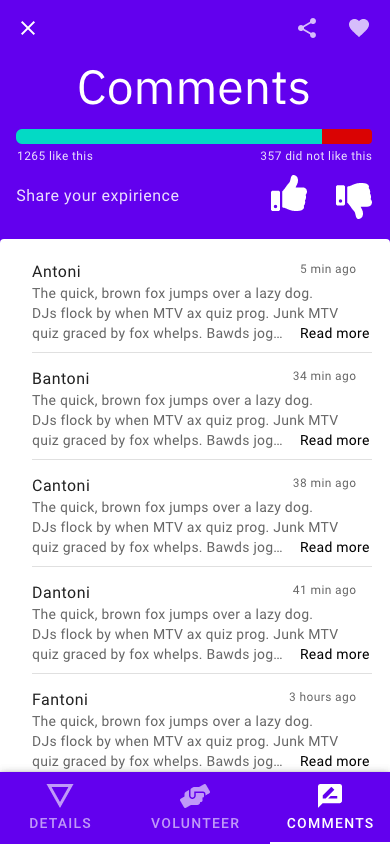 Comments
1265 like this 357 did not like this
Share your expirience
Antoni 5 min ago
The quick, brown fox jumps over a lazy dog.
DJs flock by when MTV ax quiz prog. Junk MTV
quiz graced by fox whelps. Bawds jog... Read more
Bantoni 34 min ago
The quick, brown fox jumps over a lazy dog.
DJs flock by when MTV ax quiz prog. Junk MTV
quiz graced by fox whelps. Bawds jog... Read more
Cantoni 38 min ago
The quick, brown fox jumps over a lazy dog.
DJs flock by when MTV ax quiz prog. Junk MTV
quiz graced by fox whelps. Bawds jog... Read more
Dantoni 41 min ago
The quick, brown fox jumps over a lazy dog.
DJs flock by when MTV ax quiz prog. Junk MTV
quiz graced by fox whelps. Bawds jog... Read more
Fantoni 3 hours ago
The quick, brown fox jumps over a lazy dog.
DJs flock by when MTV ax quiz prog. Junk MTV
quiz graced by fox whelps. Bawds jog... Read more
DETAILS VOLUNTEER COMMENTS